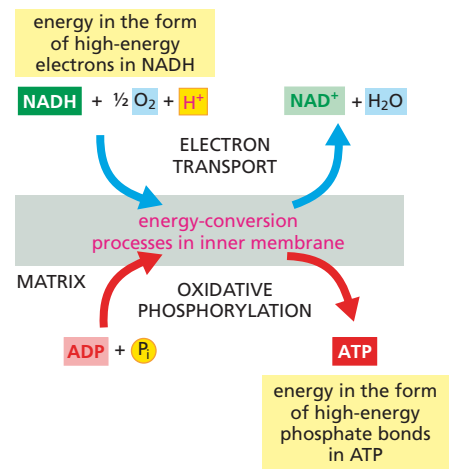 energy in the form
of high-energy
electrons in NADH
NADH + ½ O₂ + H⁺
NAD⁺ + H₂O
ELECTRON
TRANSPORT
energy-conversion
processes in inner membrane
MATRIX
OXIDATIVE
PHOSPHORYLATION
ADP + Pᵢ
ATP
energy in the form
of high-energy
phosphate bonds
in ATP